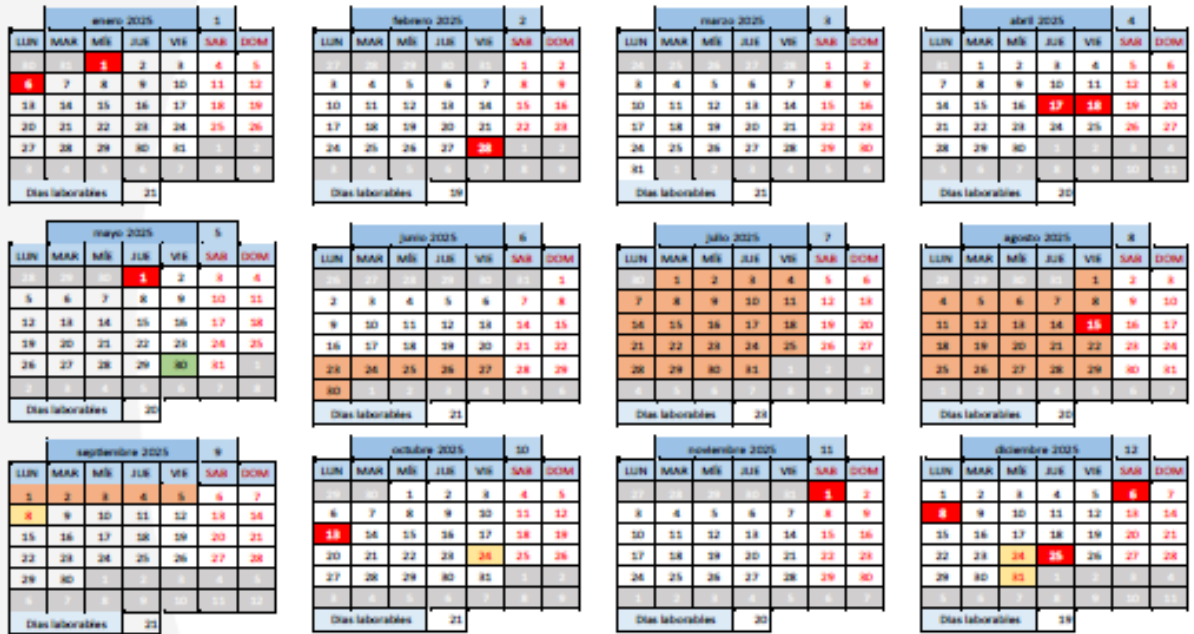 enero 2025 1
LUN MAR MÍE JUE VIE SAB DOM
30 31 1 2 3 4 5
6 7 8 9 10 11 12
13 14 15 16 17 18 19
20 21 22 23 24 25 26
27 28 29 30 31 1 2
3 4 5 6 7 8 9
Dias laborables 21
febrero 2025 2
LUN MAR MÍE JUE VIE SAB DOM
27 28 29 30 31 1 2
3 4 5 6 7 8 9
10 11 12 13 14 15 16
17 18 19 20 21 22 23
24 25 26 27 28 1 2
3 4 5 6 7 8 9
Dias laborables 19
marzo 2025 3
LUN MAR MÍE JUE VIE SAB DOM
24 25 26 27 28 1 2
3 4 5 6 7 8 9
10 11 12 13 14 15 16
17 18 19 20 21 22 23
24 25 26 27 28 29 30
31 1 2 3 4 5 6
Dias laborables 21
abril 2025 4
LUN MAR MÍE JUE VIE SAB DOM
31 1 2 3 4 5 6
7 8 9 10 11 12 13
14 15 16 17 18 19 20
21 22 23 24 25 26 27
28 29 30 1 2 3 4
5 6 7 8 9 10 11
Dias laborables 20
mayo 2025 5
LUN MAR MÍE JUE VIE SAB DOM
28 29 30 1 2 3 4
5 6 7 8 9 10 11
12 13 14 15 16 17 18
19 20 21 22 23 24 25
26 27 28 29 30 31 1
2 3 4 5 6 7 8
Dias laborables 20
junio 2025 6
LUN MAR MÍE JUE VIE SAB DOM
26 27 28 29 30 31 1
2 3 4 5 6 7 8
9 10 11 12 13 14 15
16 17 18 19 20 21 22
23 24 25 26 27 28 29
30 1 2 3 4 5 6
Dias laborables 21
julio 2025 7
LUN MAR MÍE JUE VIE SAB DOM
30 1 2 3 4 5 6
7 8 9 10 11 12 13
14 15 16 17 18 19 20
21 22 23 24 25 26 27
28 29 30 31 1 2 3
4 5 6 7 8 9 10
Dias laborables 23
agosto 2025 8
LUN MAR MÍE JUE VIE SAB DOM
28 29 30 31 1 2 3
4 5 6 7 8 9 10
11 12 13 14 15 16 17
18 19 20 21 22 23 24
25 26 27 28 29 30 31
1 2 3 4 5 6 7
Dias laborables 20
septiembre 2025 9
LUN MAR MÍE JUE VIE SAB DOM
1 2 3 4 5 6 7
8 9 10 11 12 13 14
15 16 17 18 19 20 21
22 23 24 25 26 27 28
29 30 1 2 3 4 5
6 7 8 9 10 11 12
Dias laborables 21
octubre 2025 10
LUN MAR MÍE JUE VIE SAB DOM
29 30 1 2 3 4 5
6 7 8 9 10 11 12
13 14 15 16 17 18 19
20 21 22 23 24 25 26
27 28 29 30 31 1 2
3 4 5 6 7 8 9
Dias laborables 21
noviembre 2025 11
LUN MAR MÍE JUE VIE SAB DOM
27 28 29 30 31 1 2
3 4 5 6 7 8 9
10 11 12 13 14 15 16
17 18 19 20 21 22 23
24 25 26 27 28 29 30
1 2 3 4 5 6 7
Dias laborables 20
diciembre 2025 12
LUN MAR MÍE JUE VIE SAB DOM
1 2 3 4 5 6 7
8 9 10 11 12 13 14
15 16 17 18 19 20 21
22 23 24 25 26 27 28
29 30 31 1 2 3 4
5 6 7 8 9 10 11
Dias laborables 19